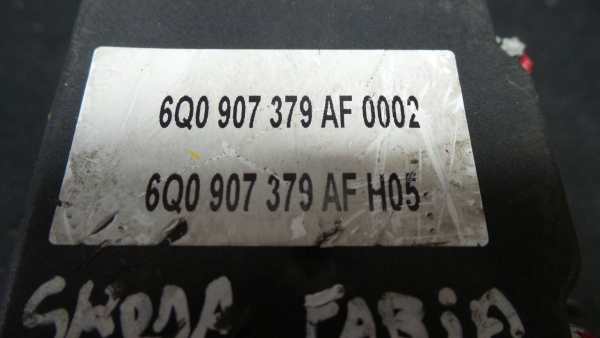 6Q0 907 379 AF 0002
6Q0 907 379 AF H05
SKODA FABIA